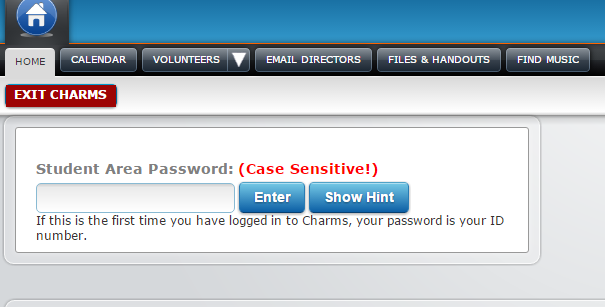 HOME
CALENDAR
VOLUNTEERS
EMAIL DIRECTORS
FILES & HANDOUTS
FIND MUSIC
EXIT CHARMS
Student Area Password: (Case Sensitive!)
Enter
Show Hint
If this is the first time you have logged in to Charms, your password is your ID
number.